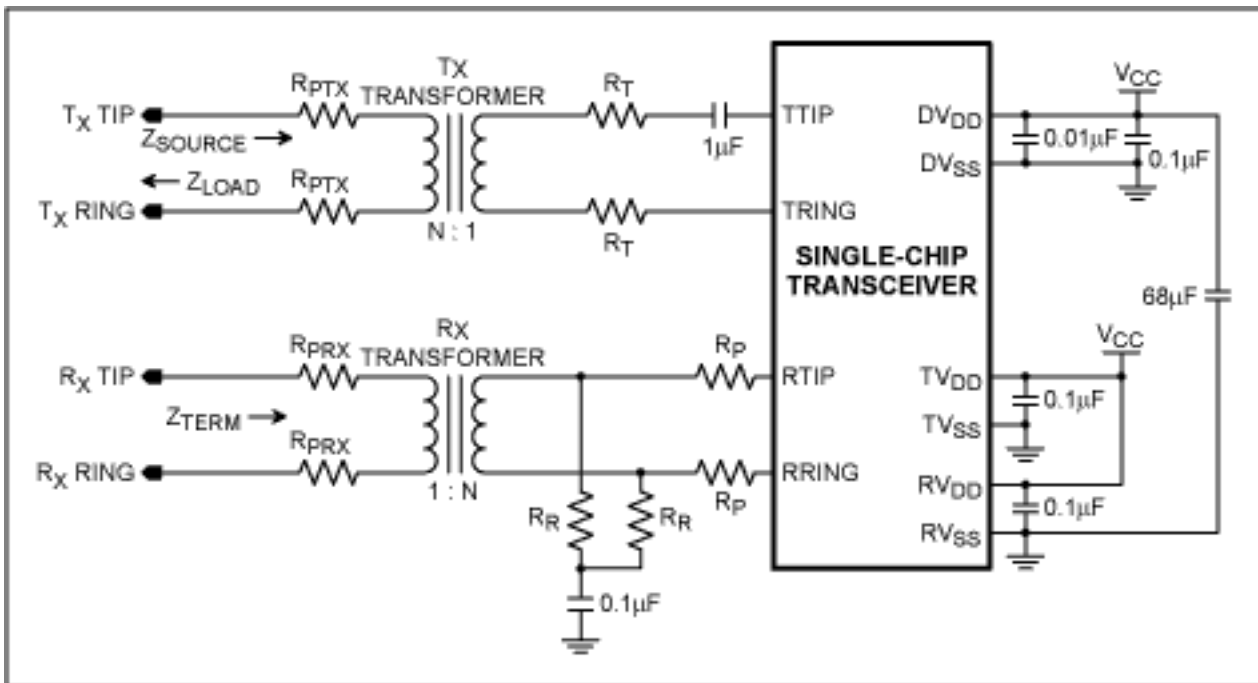 TX TIP
RPTX
TX
TRANSFORMER
RT
1μF
TTIP
ZSOURCE
ZLOAD
TX RING
RPTX
N : 1
RT
TRING
SINGLE-CHIP
TRANSCEIVER
DVDD
DVSS
VCC
0.01μF
0.1μF
68μF
RX TIP
RPRX
RX
TRANSFORMER
RP
RTIP
ZTERM
RX RING
RPRX
1 : N
RP
RRING
RR
RR
0.1μF
VCC
TVDD
0.1μF
TVSS
RVDD
0.1μF
RVSS